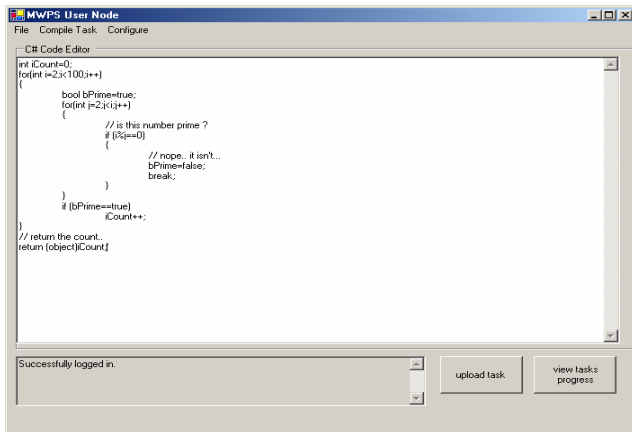 MWPS User Node
File Compile Task Configure
C# Code Editor
int iCount=0;
for(int i=2;i<100;i++)
{
bool bPrime=true;
for(int j=2;j<i;j++)
{
// is this number prime ?
if (i%j==0)
{
// nope.. it isn't...
bPrime=false;
break;
}
}
if (bPrime==true)
iCount++;
}
// return the count..
return (object)iCount;
Successfully logged in.
upload task
view tasks
progress